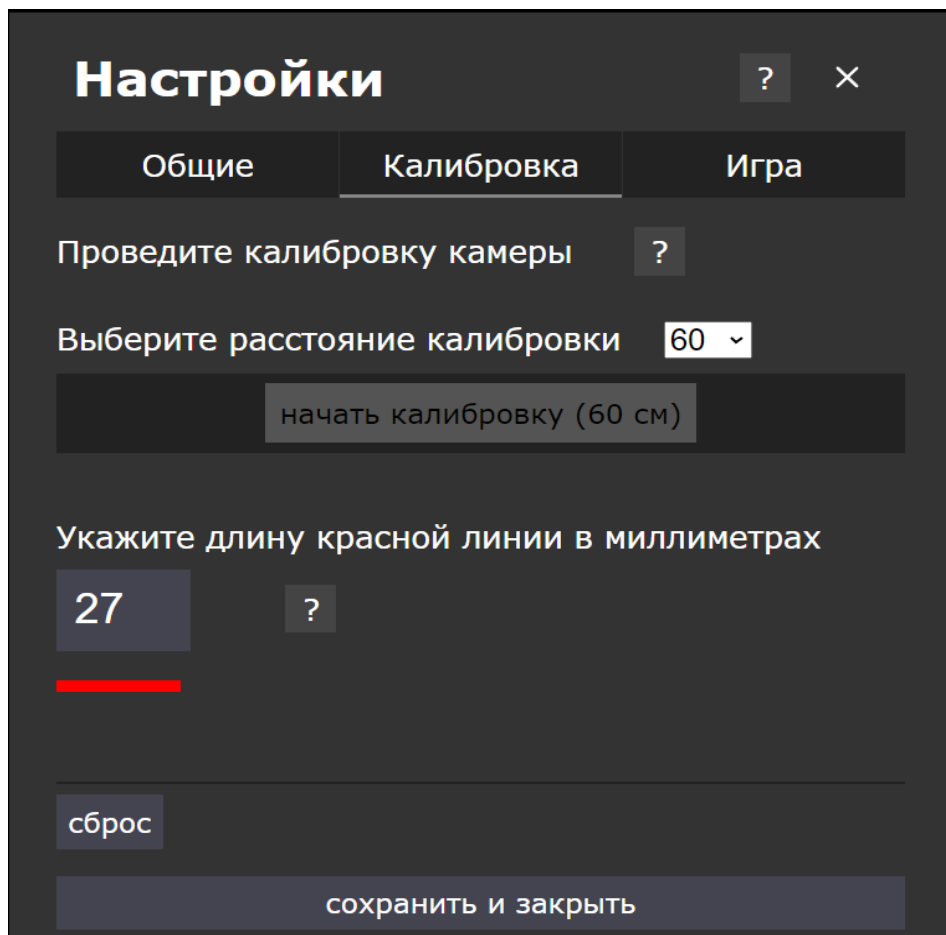 Настройки ? ×
Общие Калибровка Игра
Проведите калибровку камеры ?
Выберите расстояние калибровки 60
начать калибровку (60 см)
Укажите длину красной линии в миллиметрах
27 ?
сброс
сохранить и закрыть